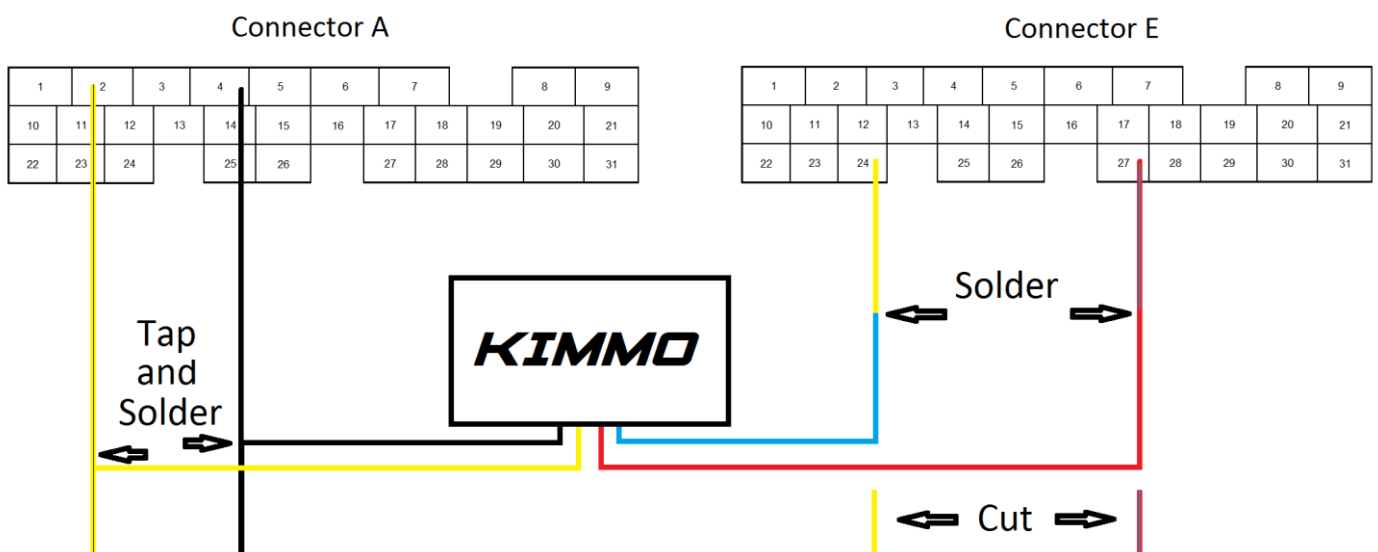 Connector A
Connector E
1 2 3 4 5 6 7 8 9
10 11 12 13 14 15 16 17 18 19 20 21
22 23 24 25 26 27 28 29 30 31
1 2 3 4 5 6 7 8 9
10 11 12 13 14 15 16 17 18 19 20 21
22 23 24 25 26 27 28 29 30 31
Tap
and
Solder
KIMMO
Solder
Cut